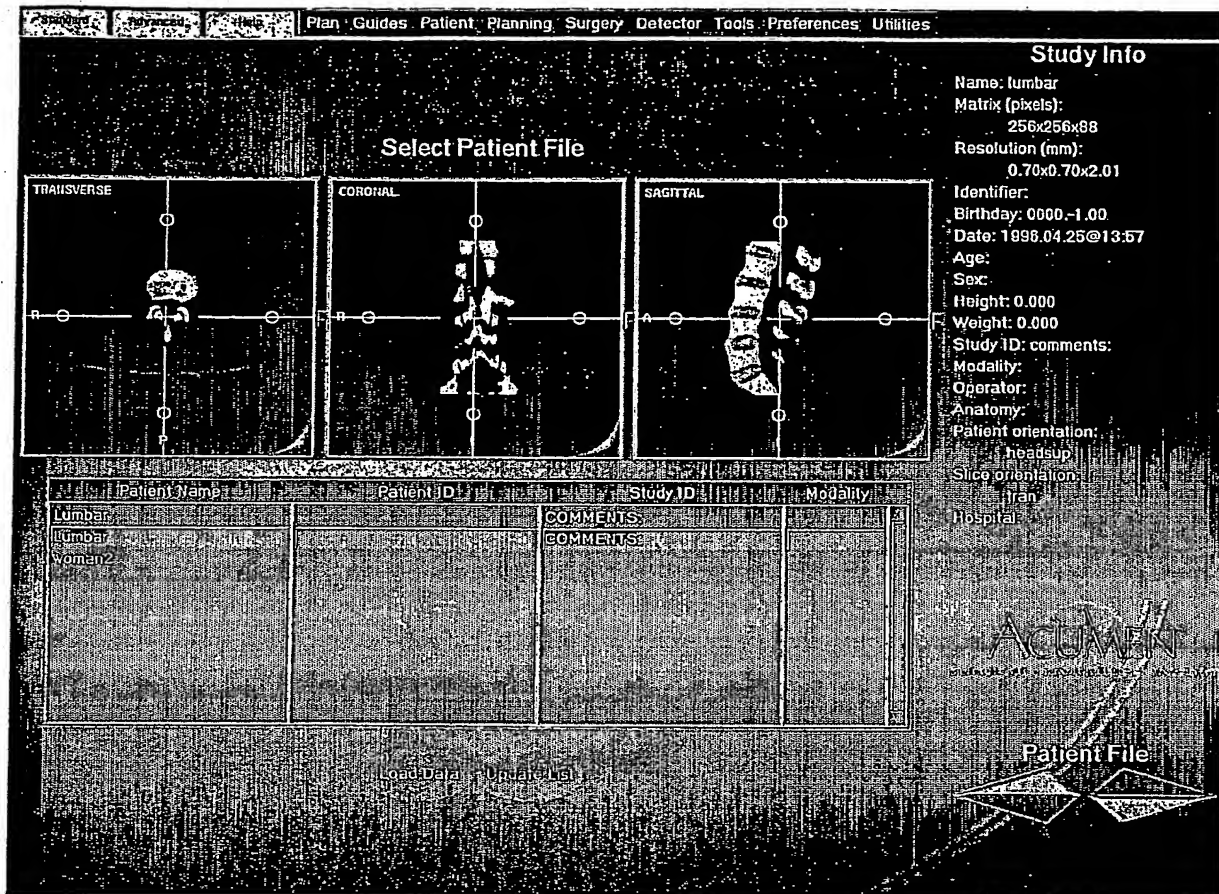 Standard Advanced Help Plan Guides Patient Planning Surgery Detector Tools Preferences Utilities
Study Info
Name: lumbar
Matrix (pixels):
256x256x88
Resolution (mm):
0.70x0.70x2.01
Identifier:
Birthday: 0000.-1.00
Date: 1996.04.25@13:57
Age:
Sex:
Height: 0.000
Weight: 0.000
Study ID: comments:
Modality:
Operator:
Anatomy:
Patient orientation:
headsup
Slice orientation:
tran
Hospital:
Select Patient File
TRANSVERSE
R
P
CORONAL
R
SAGITTAL
A
Patient Name Patient ID Study ID Modality
Lumbar COMMENTS:
Lumbar COMMENTS:
women2
Load Data Update List
ACUMENT
Patient File